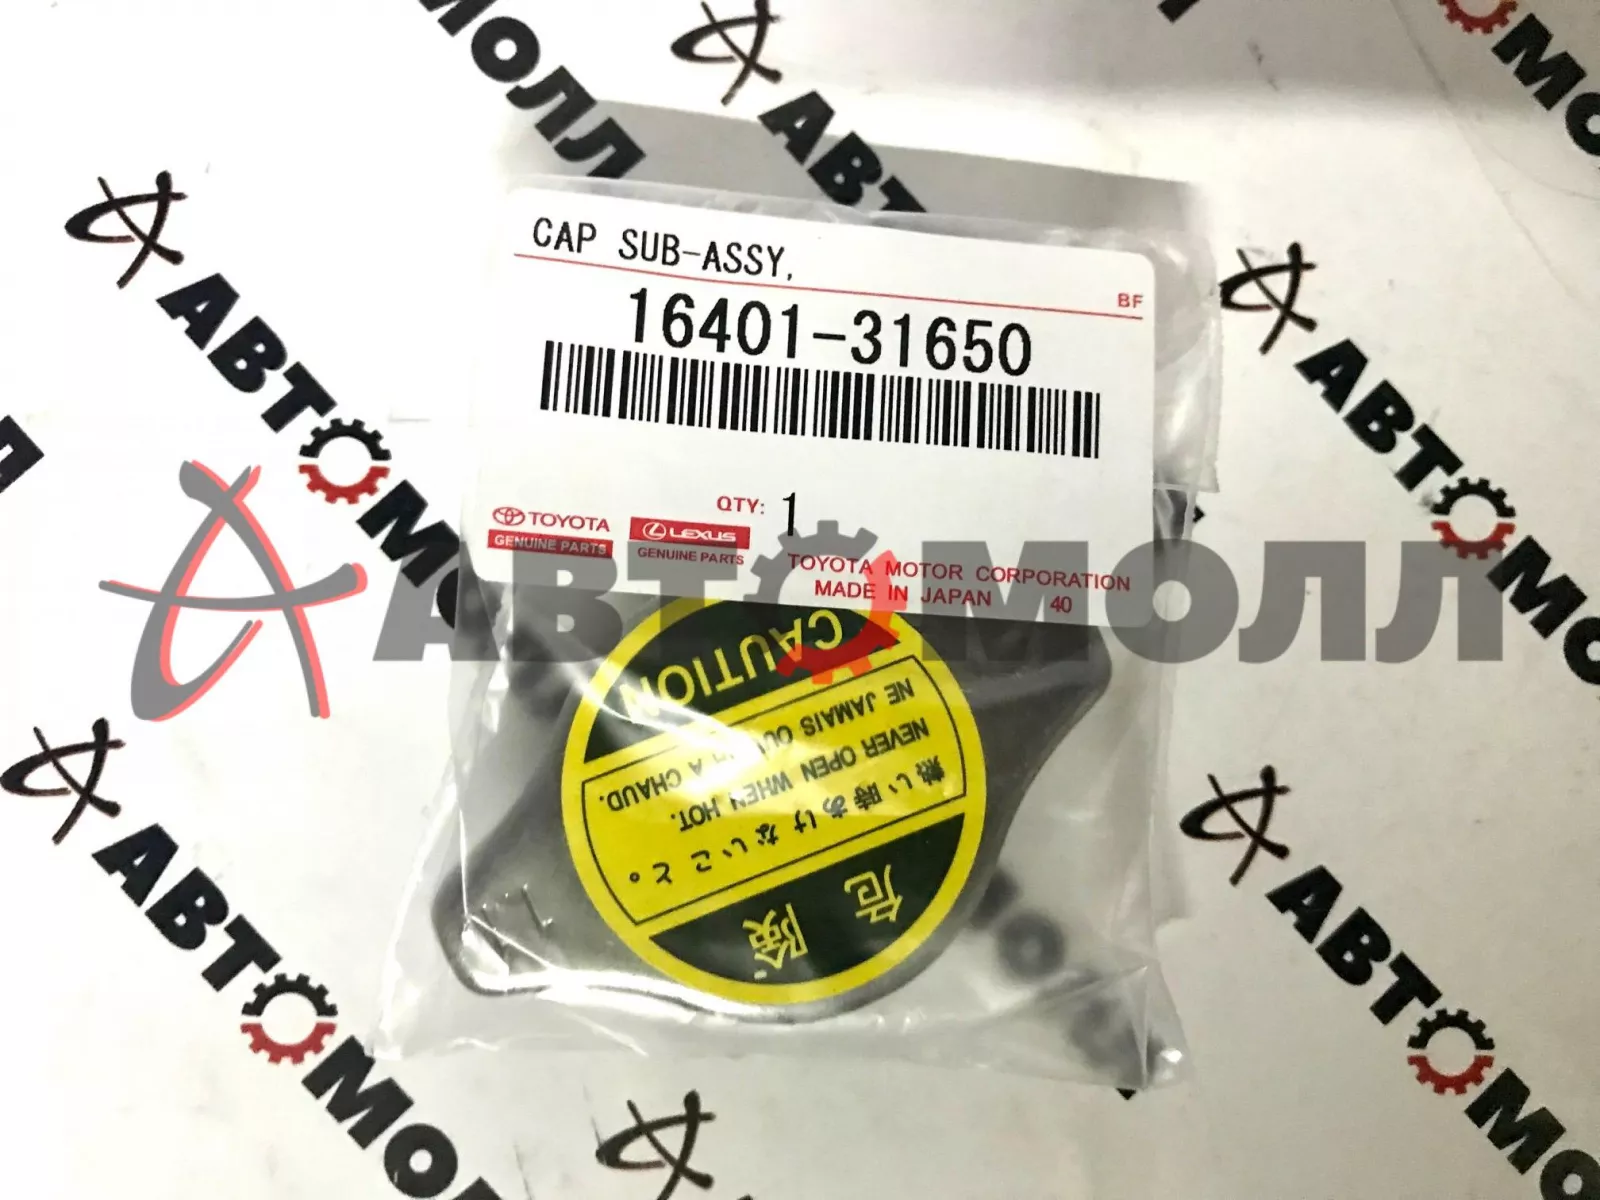 CAP SUB-ASSY,
BF
16401-31650
QTY: 1
TOYOTA
GENUINE PARTS
LEXUS
GENUINE PARTS
TOYOTA MOTOR CORPORATION
MADE IN JAPAN 40
АВТОМОЛЛ
CAUTION
NE JAMAIS
A CHAUD.
NEVER OPEN WHEN HOT.
熱い時あけないこと。
危険
АВТОМОЛЛ
АВТОМОЛЛ
АВТОМОЛЛ
АВТОМОЛЛ